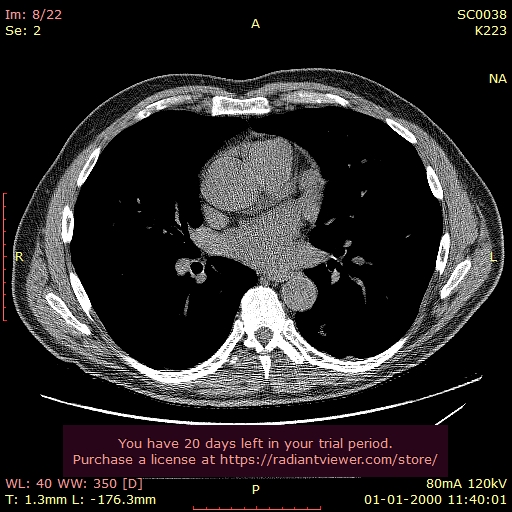 Im: 8/22
Se: 2
A
SC0038
K223
NA
R
L
You have 20 days left in your trial period.
Purchase a license at https://radiantviewer.com/store/
WL: 40 WW: 350 [D]
T: 1.3mm L: -176.3mm
P
80mA 120kV
01-01-2000 11:40:01